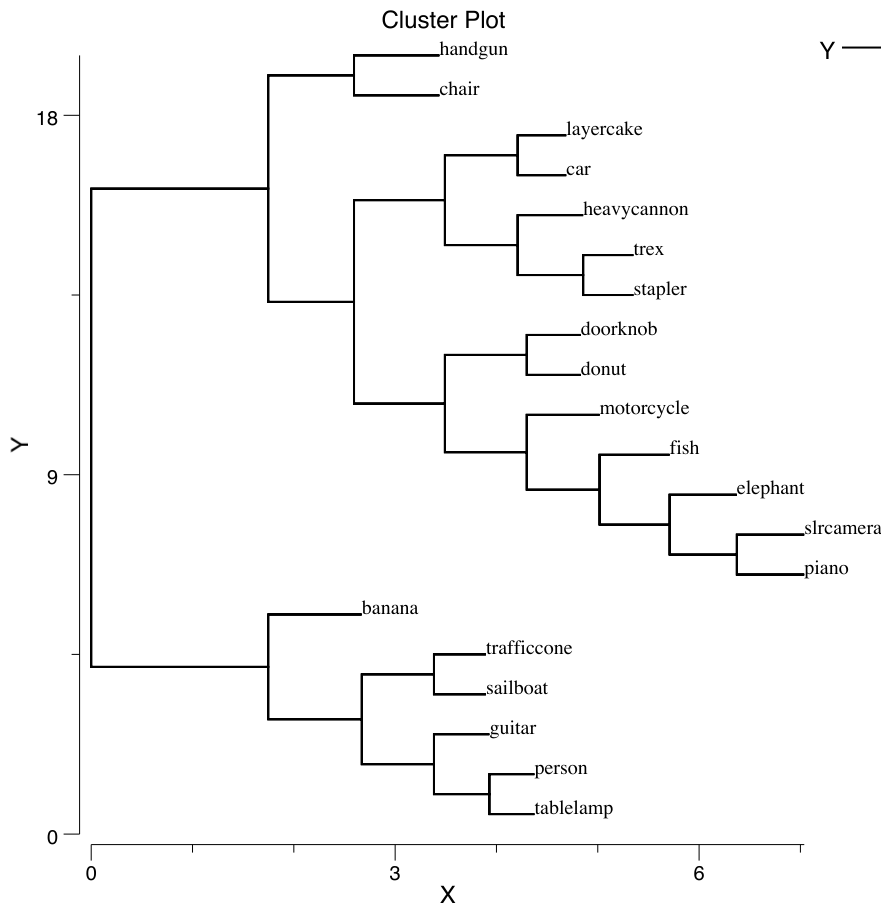 Cluster Plot
Y
handgun
chair
18
layercake
car
heavycannon
trex
stapler
doorknob
donut
motorcycle
Y
fish
9
elephant
slrcamera
piano
banana
trafficcone
sailboat
guitar
person
tablelamp
0
0 3 6
X